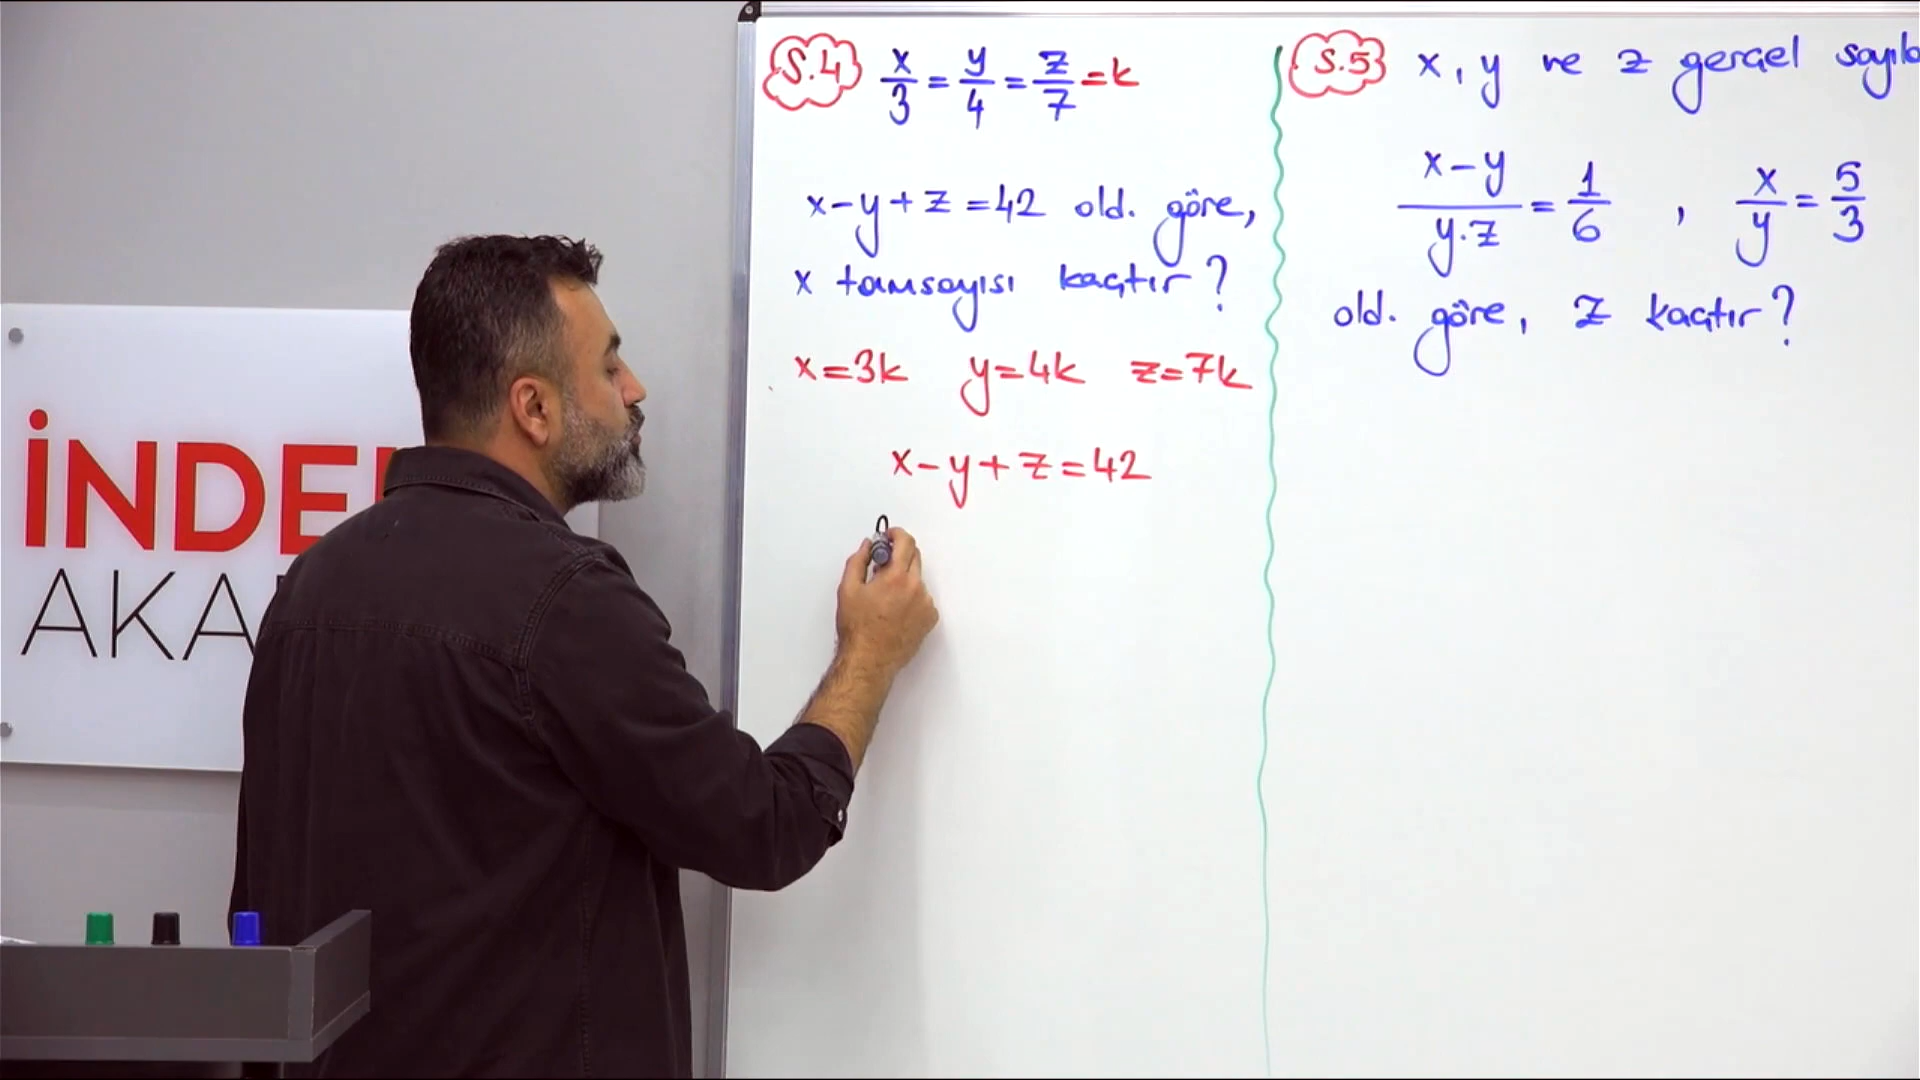 S.4 x/3 = y/4 = z/7 = k
x-y+z=42 old. göre,
x tamsayısı kaçtır?
x=3k y=4k z=7k
x-y+z=42
S.5 x, y ve z gerçel
(x-y)/(y.z) = 1/6 , x/y = 5/3
old. göre, z kaçtır?
İNDE
AKA